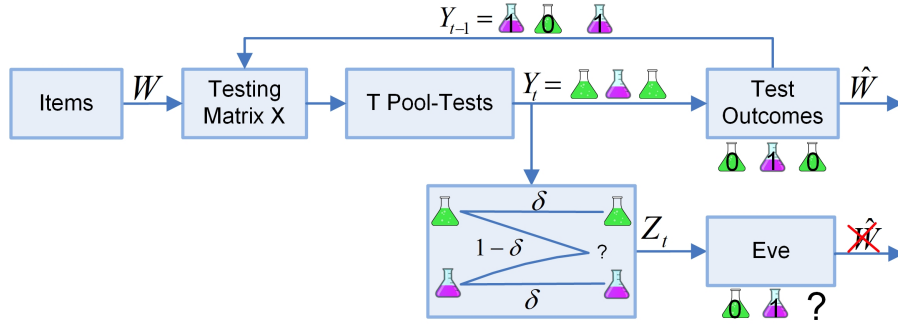 Y_{t-1} = 1 0 1
Items
W
Testing
Matrix X
T Pool-Tests
Y_t =
Test
Outcomes
Ŵ
0 1 0
δ
1 − δ
?
δ
Z_t
Eve
Ŵ
0 1 ?